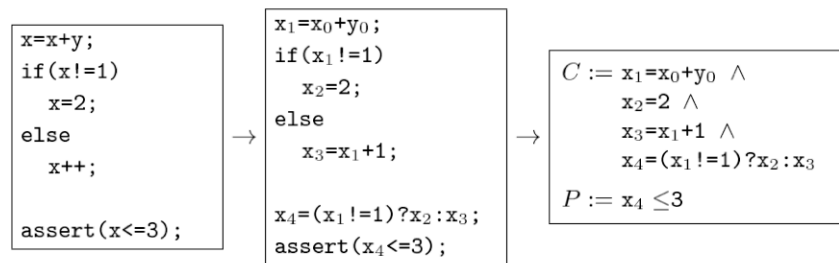 x=x+y;
if(x!=1)
x=2;
else
x++;
assert(x<=3);
→
x₁=x₀+y₀;
if(x₁!=1)
x₂=2;
else
x₃=x₁+1;
x₄=(x₁!=1)?x₂:x₃;
assert(x₄<=3);
→
C := x₁=x₀+y₀ ∧
x₂=2 ∧
x₃=x₁+1 ∧
x₄=(x₁!=1)?x₂:x₃
P := x₄ ≤3